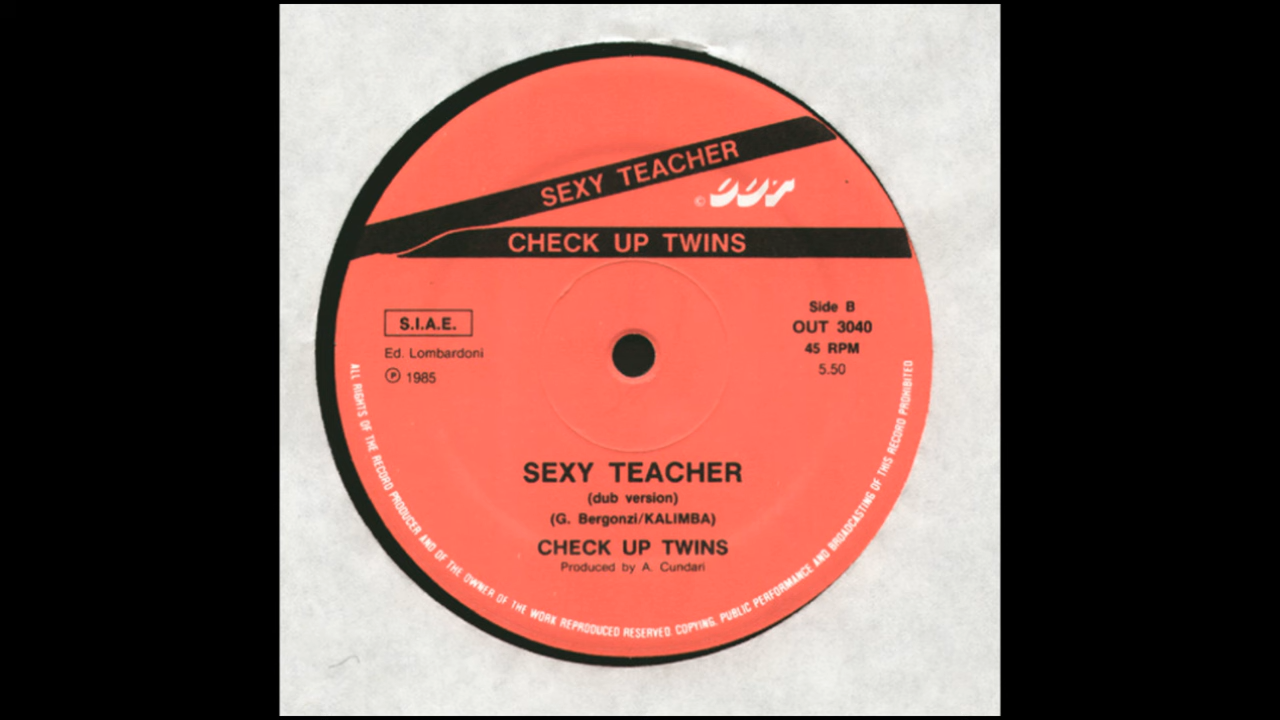 SEXY TEACHER
© OUT
CHECK UP TWINS
S.I.A.E.
Ed. Lombardoni
℗ 1985
Side B
OUT 3040
45 RPM
5.50
SEXY TEACHER
(dub version)
(G. Bergonzi/KALIMBA)
CHECK UP TWINS
Produced by A. Cundari
ALL RIGHTS OF THE RECORD PRODUCER AND OF THE OWNER OF THE WORK REPRODUCED RESERVED. COPYING, PUBLIC PERFORMANCE AND BROADCASTING OF THIS RECORD PROHIBITED